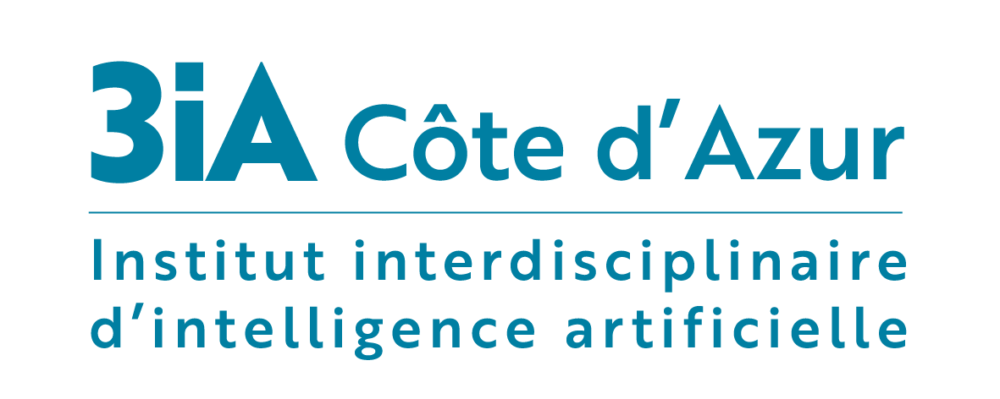 3iA Côte d’Azur
Institut interdisciplinaire
d’intelligence artificielle